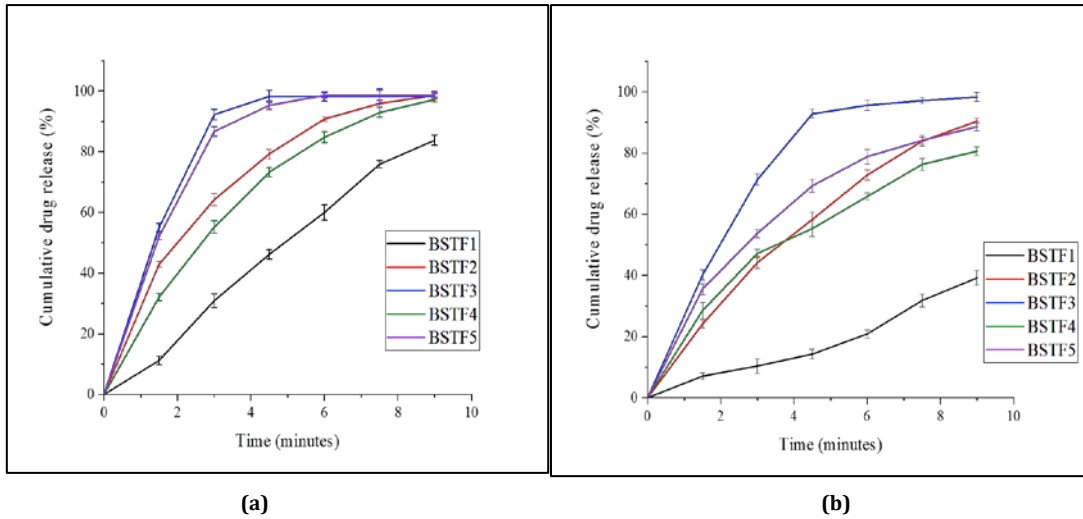 100
80
60
40
20
0
0
2
4
6
8
10
Cumulative drug release (%)
Time (minutes)
BSTF1
BSTF2
BSTF3
BSTF4
BSTF5
(a)
100
80
60
40
20
0
0
2
4
6
8
10
Cumulative drug release (%)
Time (minutes)
BSTF1
BSTF2
BSTF3
BSTF4
BSTF5
(b)